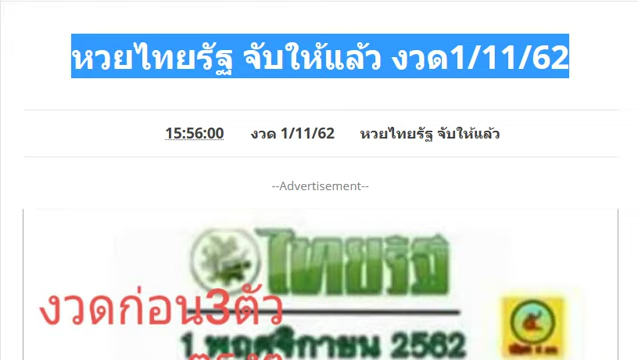 หวยไทยรัฐ จับให้แล้ว งวด1/11/62
15:56:00 งวด 1/11/62 หวยไทยรัฐ จับให้แล้ว
--Advertisement--
ไทยรัฐ
งวดก่อน3ตัว
1 พฤศจิกายน 2562
๔